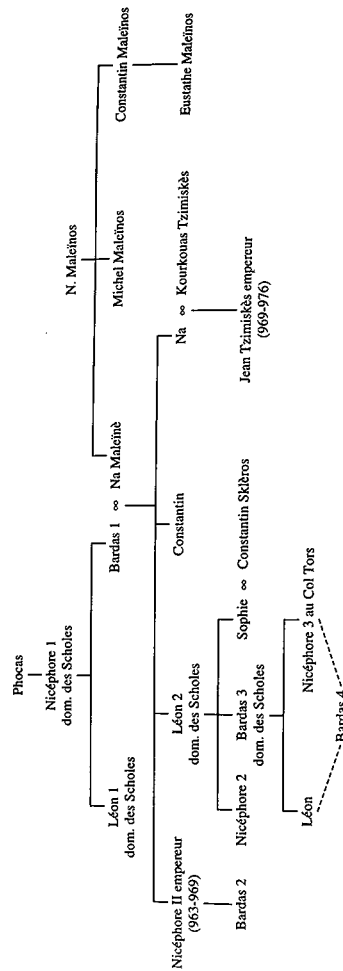 Phocas
N. Maleïnos
Nicéphore 1
dom. des Scholes
Léon 1
dom. des Scholes
Bardas 1 ∞ Na Maleïnè
Michel Maleïnos
Constantin Maleïnos
Eustathe Maleïnos
Nicéphore II empereur
(963-969)
Léon 2
dom. des Scholes
Constantin
Na ∞ Kourkouas Tzimiskès
Bardas 2
Nicéphore 2
Bardas 3
dom. des Scholes
Sophie ∞ Constantin Sklèros
Jean Tzimiskès empereur
(969-976)
Léon
Nicéphore 3 au Col Tors
Bardas 4